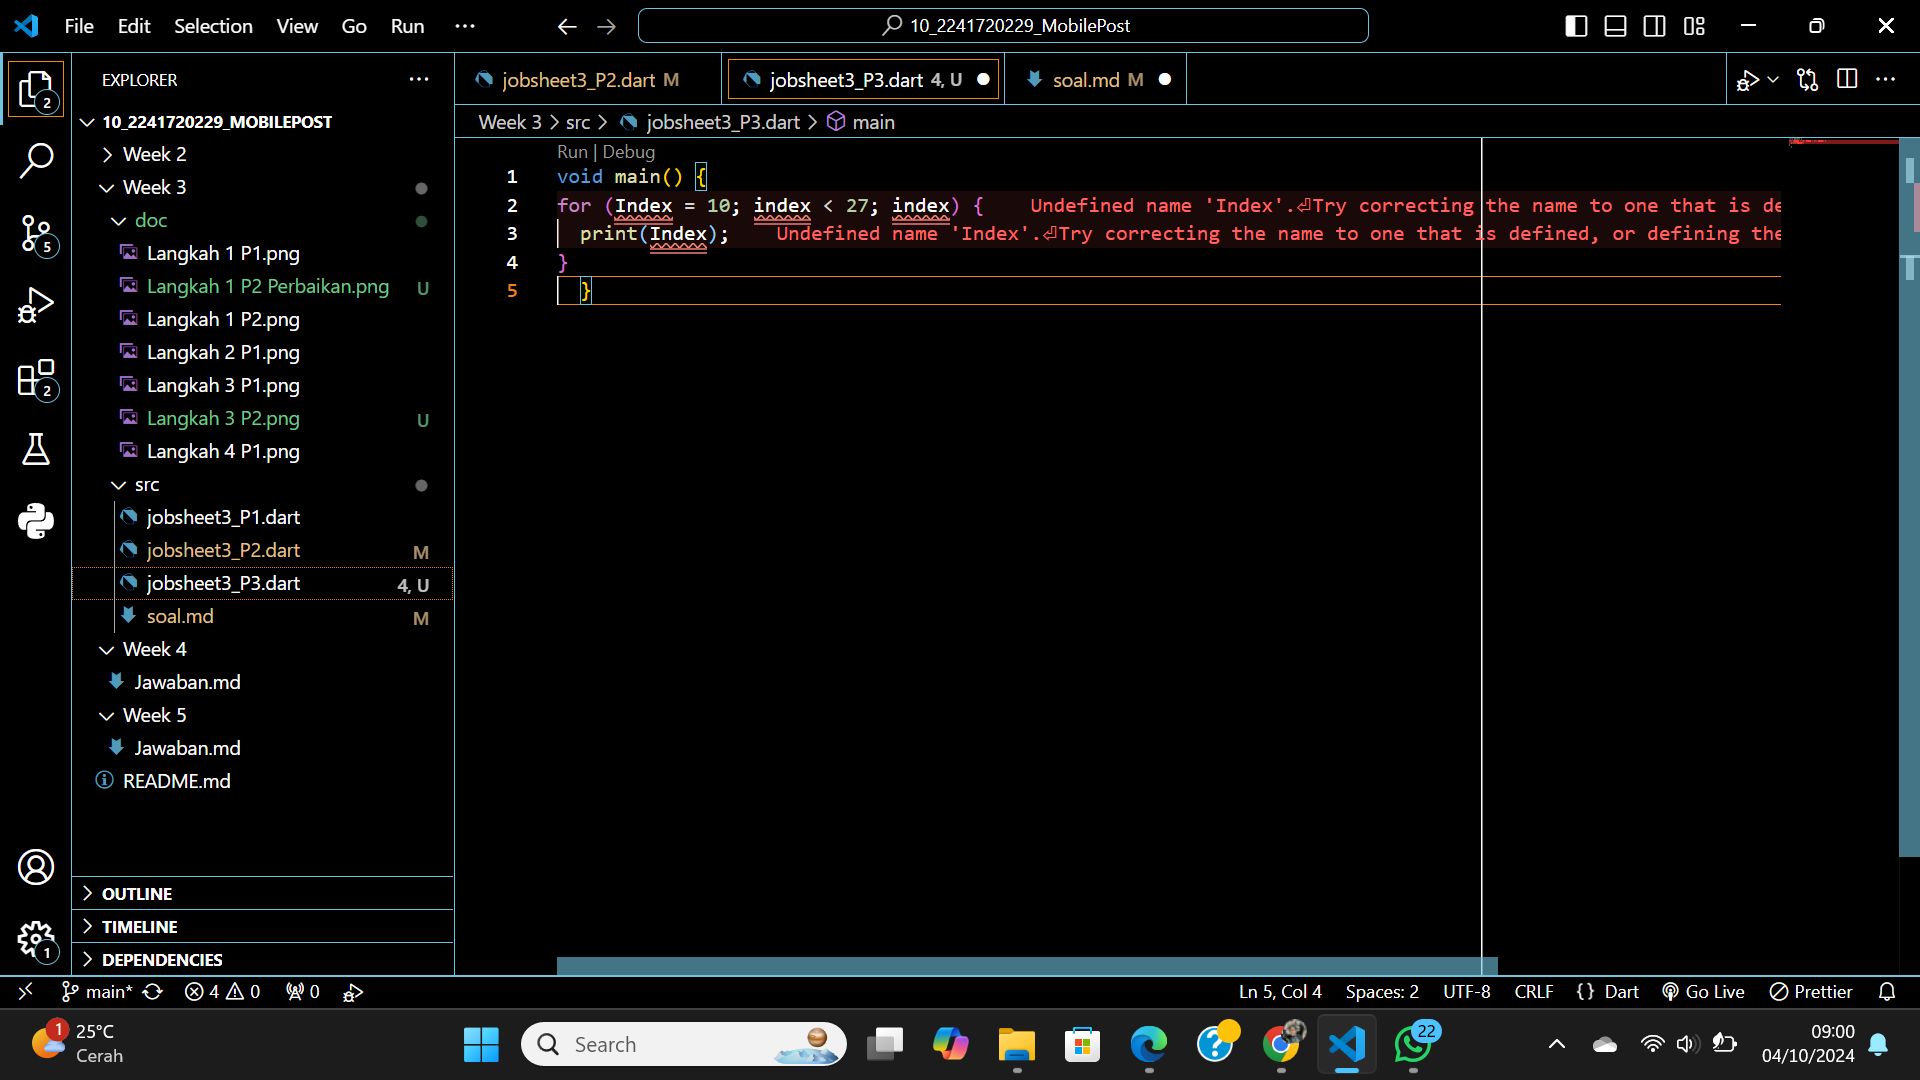 File Edit Selection View Go Run ···
10_2241720229_MobilePost
EXPLORER
10_2241720229_MOBILEPOST
Week 2
Week 3
doc
Langkah 1 P1.png
Langkah 1 P2 Perbaikan.png U
Langkah 1 P2.png
Langkah 2 P1.png
Langkah 3 P1.png
Langkah 3 P2.png U
Langkah 4 P1.png
src
jobsheet3_P1.dart
jobsheet3_P2.dart M
jobsheet3_P3.dart 4, U
soal.md M
Week 4
Jawaban.md
Week 5
Jawaban.md
README.md
OUTLINE
TIMELINE
DEPENDENCIES
2
5
2
1
jobsheet3_P2.dart M
jobsheet3_P3.dart 4, U
soal.md M
Week 3 > src > jobsheet3_P3.dart > main
Run | Debug
1 void main() {
2 for (Index = 10; index < 27; index) { Undefined name 'Index'.⏎Try correcting the name to one that is de
3 print(Index); Undefined name 'Index'.⏎Try correcting the name to one that is defined, or defining the
4 }
5 }
main* 4 0 0
Ln 5, Col 4 Spaces: 2 UTF-8 CRLF {} Dart Go Live Prettier
1
25°C
Cerah
Search
22
09:00
04/10/2024